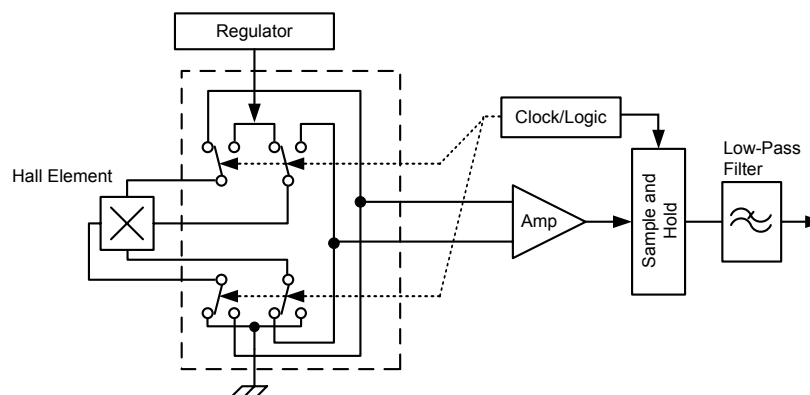 Regulator
Clock/Logic
Low-Pass
Filter
Hall Element
Amp
Sample and
Hold